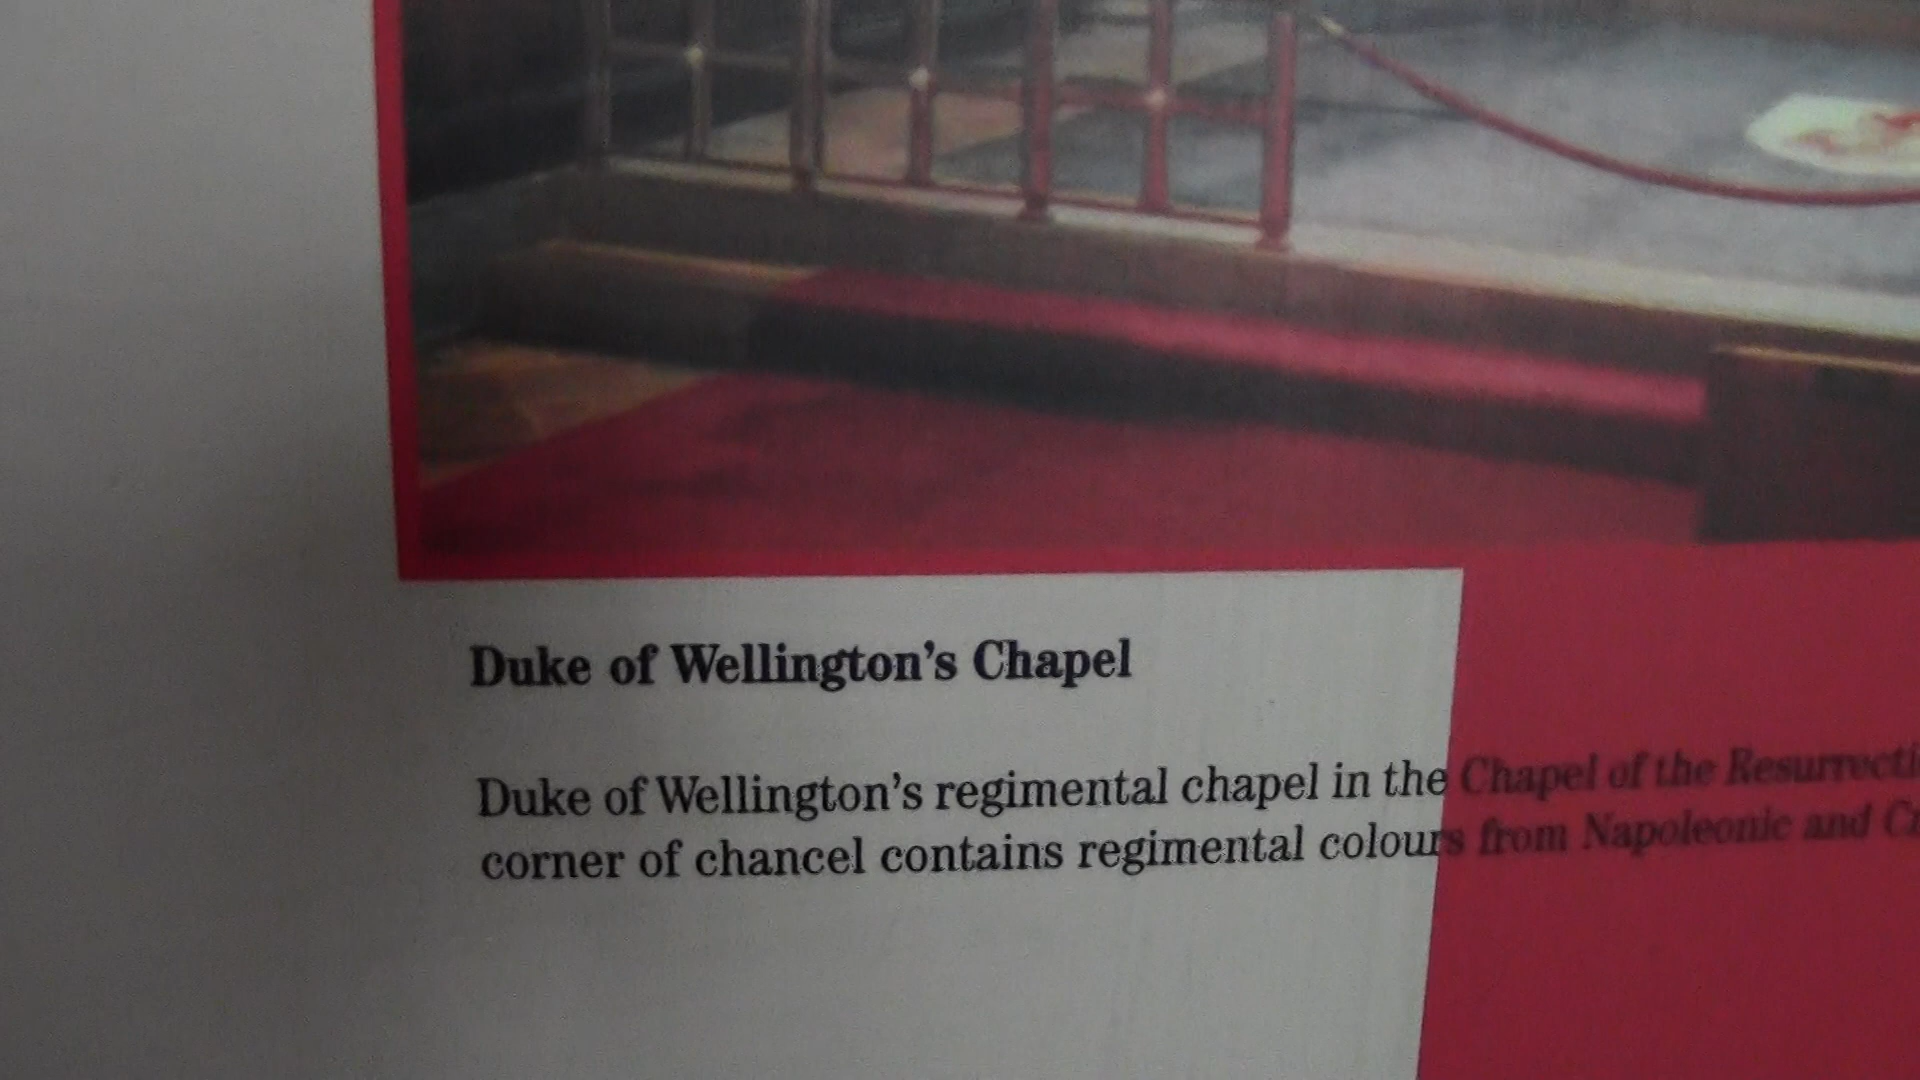 Duke of Wellington's Chapel
Duke of Wellington's regimental chapel in the Chapel of the
corner of chancel contains regimental colours from Napoleonic and